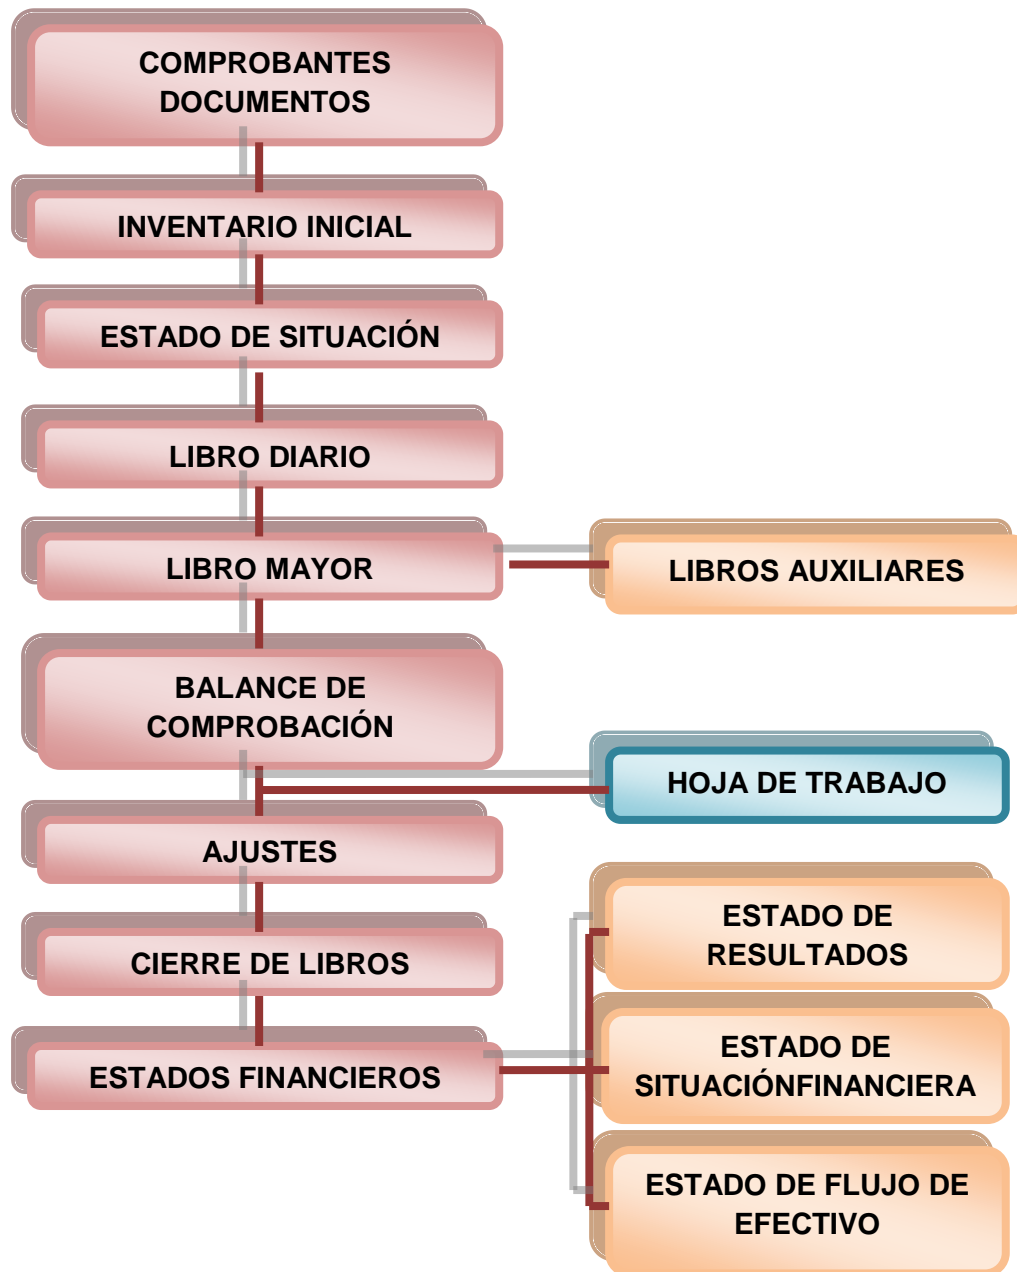 COMPROBANTES
DOCUMENTOS
INVENTARIO INICIAL
ESTADO DE SITUACIÓN
LIBRO DIARIO
LIBRO MAYOR
LIBROS AUXILIARES
BALANCE DE
COMPROBACIÓN
HOJA DE TRABAJO
AJUSTES
CIERRE DE LIBROS
ESTADOS FINANCIEROS
ESTADO DE
RESULTADOS
ESTADO DE
SITUACIÓNFINANCIERA
ESTADO DE FLUJO DE
EFECTIVO